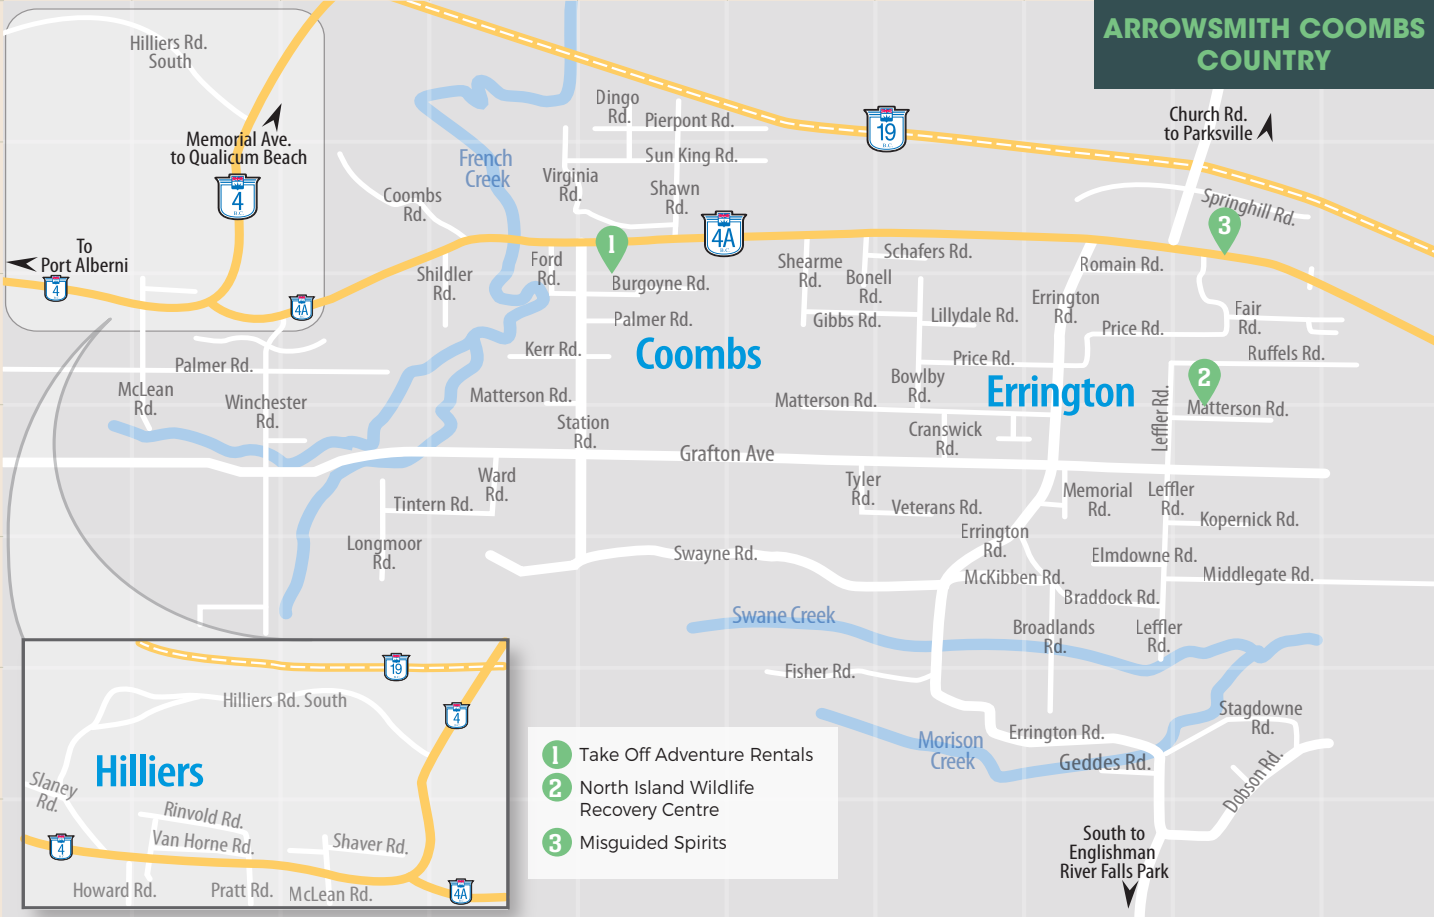 ARROWSMITH COOMBS
COUNTRY
Hilliers Rd.
South
Memorial Ave.
to Qualicum Beach
4
B.C
To
Port Alberni
4
4A
Coombs
Rd.
French
Creek
Dingo
Rd.
Pierpont Rd.
Sun King Rd.
Virginia
Rd.
Shawn
Rd.
19
B.C
Church Rd.
to Parksville
Springhill Rd.
3
1
4A
B.C
Schafers Rd.
Romain Rd.
Shildler
Rd.
Ford
Rd.
Burgoyne Rd.
Shearme
Rd.
Bonell
Rd.
Errington
Rd.
Palmer Rd.
Gibbs Rd.
Lillydale Rd.
Price Rd.
Fair
Rd.
Kerr Rd.
Coombs
Price Rd.
Ruffels Rd.
Palmer Rd.
McLean
Rd.
Winchester
Rd.
Matterson Rd.
Matterson Rd.
Bowlby
Rd.
Errington
Leffler Rd.
2
Matterson Rd.
Station
Rd.
Cranswick
Rd.
Grafton Ave
Ward
Rd.
Tintern Rd.
Tyler
Rd.
Veterans Rd.
Memorial
Rd.
Leffler
Rd.
Kopernick Rd.
Longmoor
Rd.
Swayne Rd.
Errington
Rd.
Elmdowne Rd.
McKibben Rd.
Middlegate Rd.
Braddock Rd.
Swane Creek
Broadlands
Rd.
Leffler
Rd.
Fisher Rd.
Stagdowne
Rd.
Morison
Creek
Errington Rd.
Geddes Rd.
Dobson Rd.
South to
Englishman
River Falls Park
19
Hilliers Rd. South
4
Hilliers
Slaney
Rd.
Rinvold Rd.
Van Horne Rd.
Shaver Rd.
4
Howard Rd.
Pratt Rd.
McLean Rd.
4A
1 Take Off Adventure Rentals
2 North Island Wildlife
Recovery Centre
3 Misguided Spirits